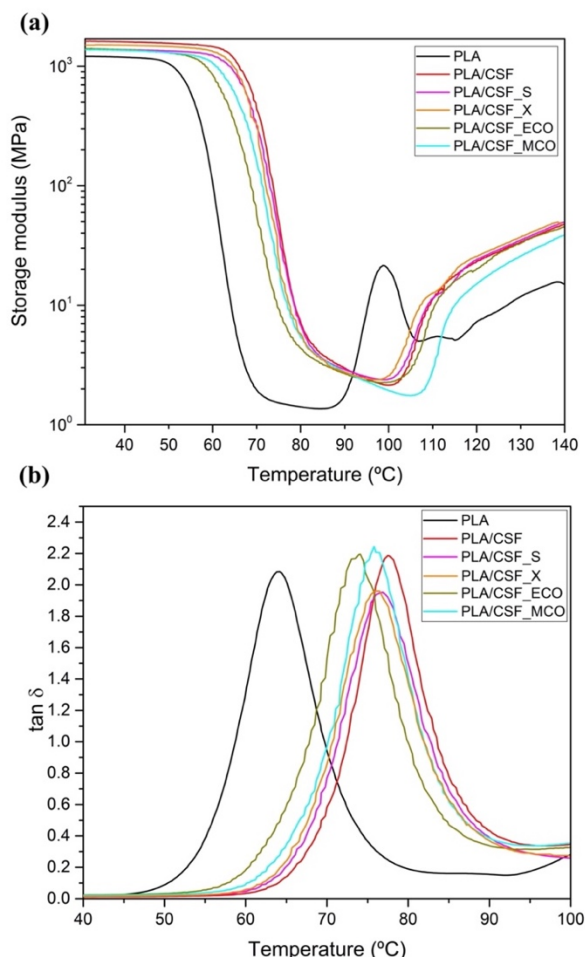 (a)
10³
10²
10¹
10⁰
Storage modulus (MPa)
PLA
PLA/CSF
PLA/CSF_S
PLA/CSF_X
PLA/CSF_ECO
PLA/CSF_MCO
40 50 60 70 80 90 100 110 120 130 140
Temperature (ºC)
(b)
2.4
2.2
2.0
1.8
1.6
1.4
1.2
1.0
0.8
0.6
0.4
0.2
0.0
tan δ
PLA
PLA/CSF
PLA/CSF_S
PLA/CSF_X
PLA/CSF_ECO
PLA/CSF_MCO
40 50 60 70 80 90 100
Temperature (ºC)